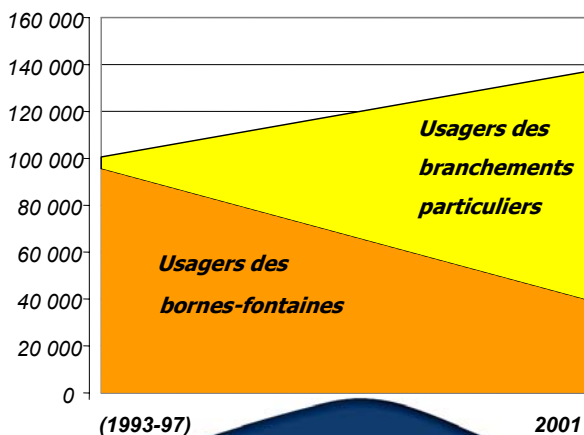 160 000
140 000
120 000
100 000
80 000
60 000
40 000
20 000
0
Usagers des
branchements
particuliers
Usagers des
bornes-fontaines
(1993-97)
2001